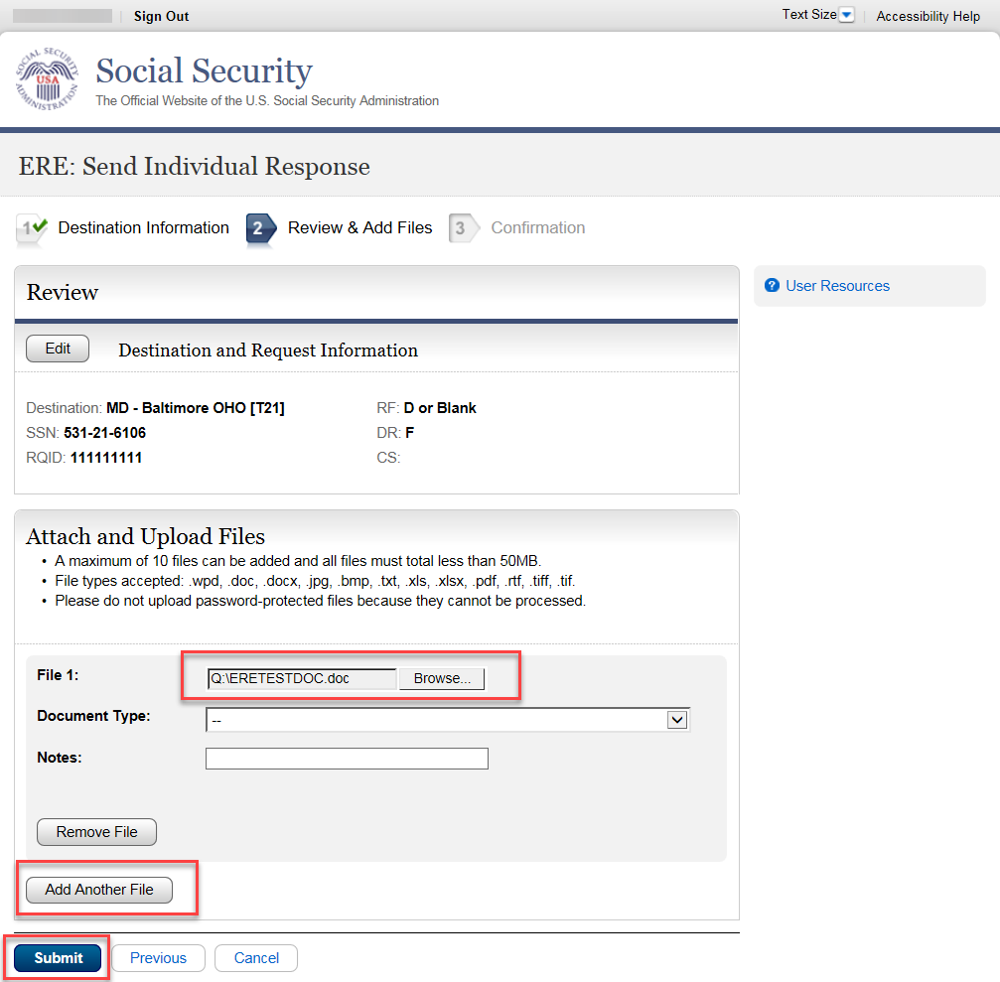 Sign Out
Text Size
Accessibility Help
SOCIAL SECURITY ADMINISTRATION
USA
Social Security
The Official Website of the U.S. Social Security Administration
ERE: Send Individual Response
1 Destination Information
2 Review & Add Files
3 Confirmation
Review
? User Resources
Edit
Destination and Request Information
Destination: MD - Baltimore OHO [T21]
RF: D or Blank
SSN: 531-21-6106
DR: F
RQID: 111111111
CS:
Attach and Upload Files
• A maximum of 10 files can be added and all files must total less than 50MB.
• File types accepted: .wpd, .doc, .docx, .jpg, .bmp, .txt, .xls, .xlsx, .pdf, .rtf, .tiff, .tif.
• Please do not upload password-protected files because they cannot be processed.
File 1:
Q:\ERETESTDOC.doc
Browse...
Document Type:
--
Notes:
Remove File
Add Another File
Submit
Previous
Cancel